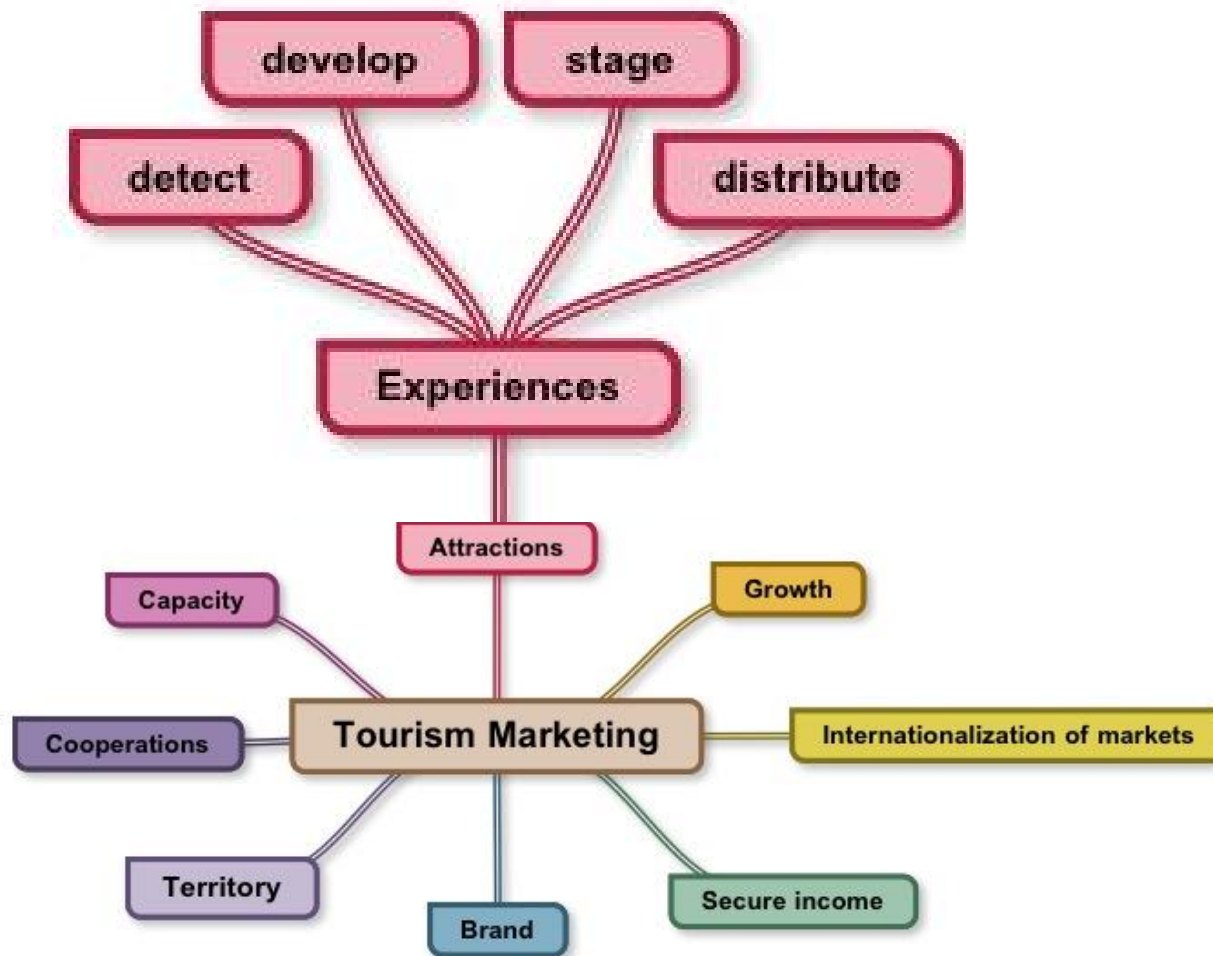 develop
stage
detect
distribute
Experiences
Attractions
Capacity
Growth
Cooperations
Tourism Marketing
Internationalization of markets
Territory
Brand
Secure income